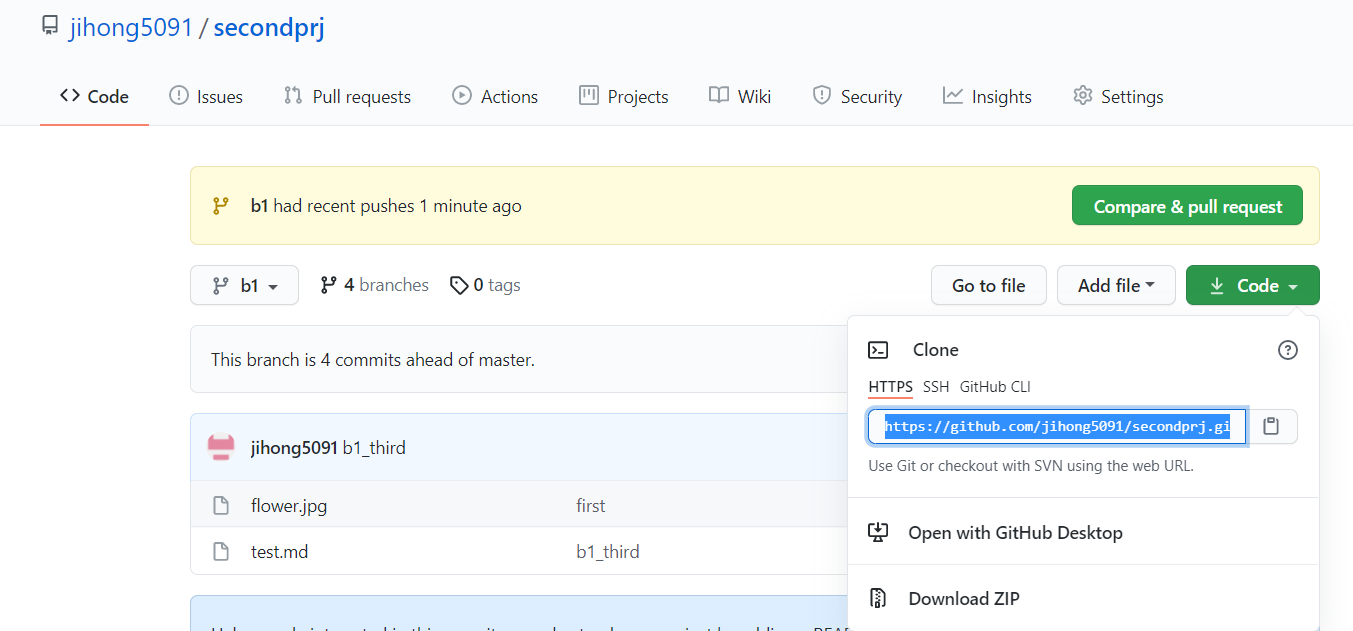 jihong5091 / secondprj
Code Issues Pull requests Actions Projects Wiki Security Insights Settings
b1 had recent pushes 1 minute ago
Compare & pull request
b1 4 branches 0 tags Go to file Add file Code
This branch is 4 commits ahead of master.
Clone
HTTPS SSH GitHub CLI
https://github.com/jihong5091/secondprj.gi
Use Git or checkout with SVN using the web URL.
Open with GitHub Desktop
Download ZIP
jihong5091 b1_third
flower.jpg first
test.md b1_third